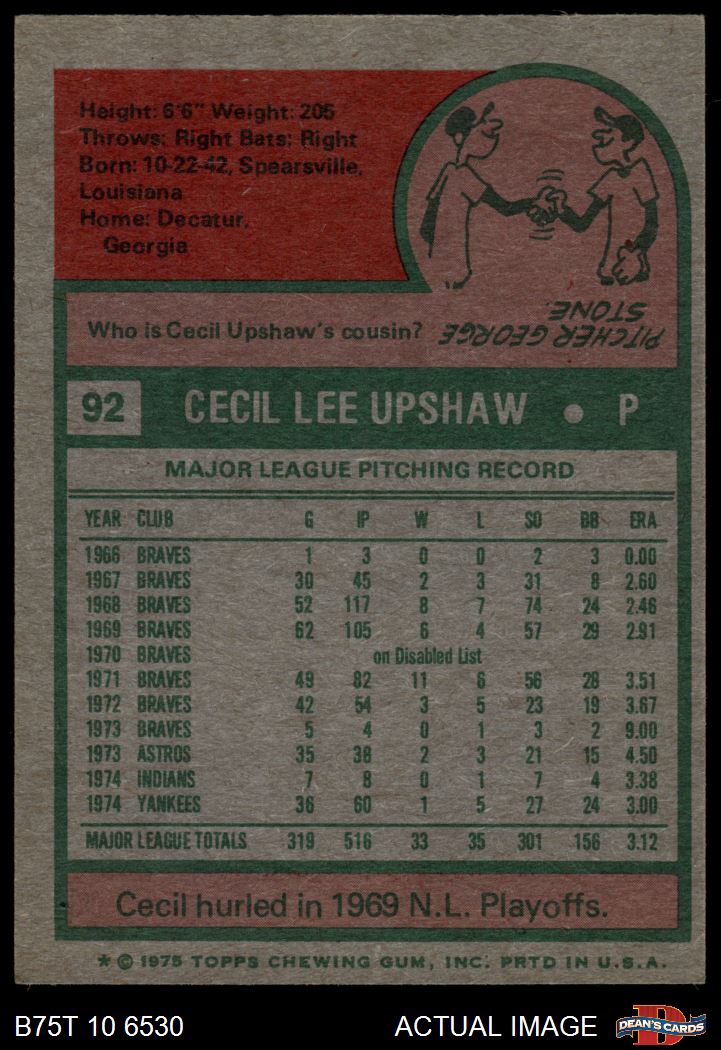 Height: 6'6" Weight: 205
Throws: Right Bats: Right
Born: 10-22-42, Spearsville,
Louisiana
Home: Decatur,
Georgia
Who is Cecil Upshaw's cousin?
PITCHER GEORGE
STONE.
92 CECIL LEE UPSHAW ● P
MAJOR LEAGUE PITCHING RECORD
YEAR CLUB G IP W L SO BB ERA
1966 BRAVES 1 3 0 0 2 3 0.00
1967 BRAVES 30 45 2 3 31 8 2.60
1968 BRAVES 52 117 8 7 74 24 2.46
1969 BRAVES 62 105 6 4 57 29 2.91
1970 BRAVES on Disabled List
1971 BRAVES 49 82 11 6 56 28 3.51
1972 BRAVES 42 54 3 5 23 19 3.67
1973 BRAVES 5 4 0 1 3 2 9.00
1973 ASTROS 35 38 2 3 21 15 4.50
1974 INDIANS 7 8 0 1 7 4 3.38
1974 YANKEES 36 60 1 5 27 24 3.00
MAJOR LEAGUE TOTALS 319 516 33 35 301 156 3.12
Cecil hurled in 1969 N.L. Playoffs.
* © 1975 TOPPS CHEWING GUM, INC. PRTD IN U.S.A.
B75T 10 6530 ACTUAL IMAGE D DEAN'S CARDS